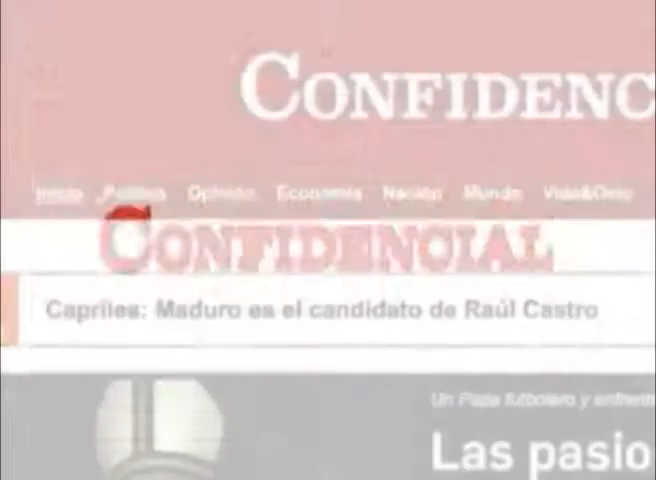 CONFIDENC
Inicio Política Opinión Economía Nación Mundo Vida&Ocio
CONFIDENCIAL
Capriles: Maduro es el candidato de Raúl Castro
Un Papa futbolero y enfrent
Las pasio